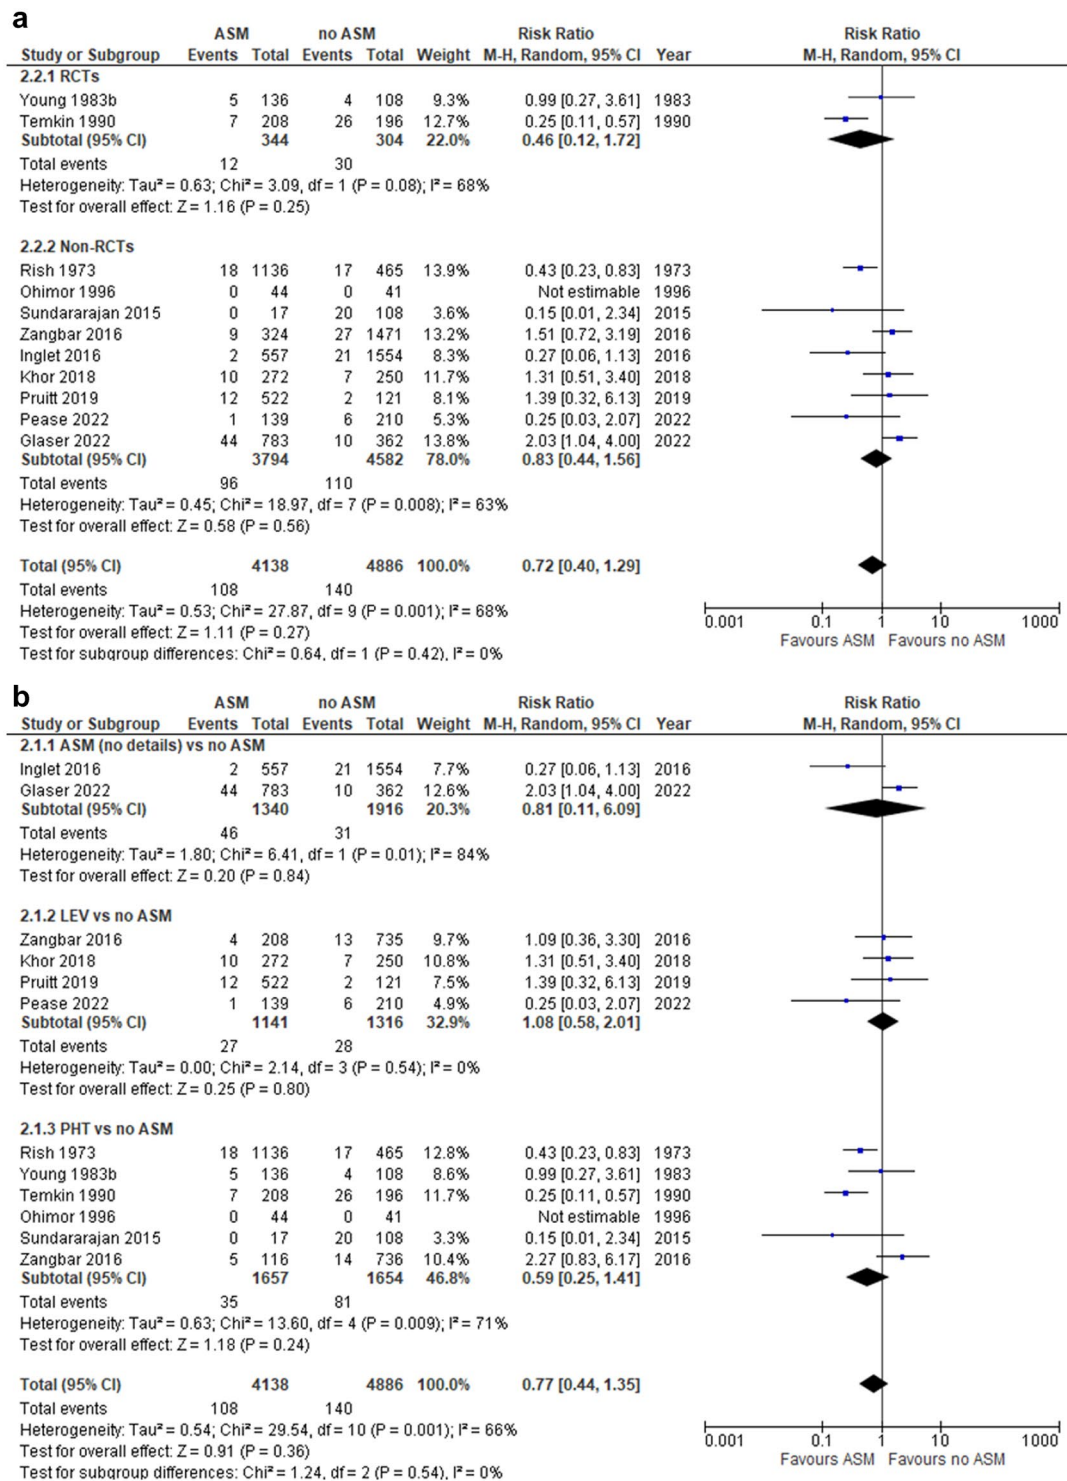 a
ASM no ASM Risk Ratio Risk Ratio
Study or Subgroup Events Total Events Total Weight M-H, Random, 95% CI Year M-H, Random, 95% CI
2.2.1 RCTs
Young 1983b 5 136 4 108 9.3% 0.99 [0.27, 3.61] 1983
Temkin 1990 7 208 26 196 12.7% 0.25 [0.11, 0.57] 1990
Subtotal (95% CI) 344 304 22.0% 0.46 [0.12, 1.72]
Total events 12 30
Heterogeneity: Tau² = 0.63; Chi² = 3.09, df = 1 (P = 0.08); I² = 68%
Test for overall effect: Z = 1.16 (P = 0.25)
2.2.2 Non-RCTs
Rish 1973 18 1136 17 465 13.9% 0.43 [0.23, 0.83] 1973
Ohimor 1996 0 44 0 41 Not estimable 1996
Sundararajan 2015 0 17 20 108 3.6% 0.15 [0.01, 2.34] 2015
Zangbar 2016 9 324 27 1471 13.2% 1.51 [0.72, 3.19] 2016
Inglet 2016 2 557 21 1554 8.3% 0.27 [0.06, 1.13] 2016
Khor 2018 10 272 7 250 11.7% 1.31 [0.51, 3.40] 2018
Pruitt 2019 12 522 2 121 8.1% 1.39 [0.32, 6.13] 2019
Pease 2022 1 139 6 210 5.3% 0.25 [0.03, 2.07] 2022
Glaser 2022 44 783 10 362 13.8% 2.03 [1.04, 4.00] 2022
Subtotal (95% CI) 3794 4582 78.0% 0.83 [0.44, 1.56]
Total events 96 110
Heterogeneity: Tau² = 0.45; Chi² = 18.97, df = 7 (P = 0.008); I² = 63%
Test for overall effect: Z = 0.58 (P = 0.56)
Total (95% CI) 4138 4886 100.0% 0.72 [0.40, 1.29]
Total events 108 140
Heterogeneity: Tau² = 0.53; Chi² = 27.87, df = 9 (P = 0.001); I² = 68%
Test for overall effect: Z = 1.11 (P = 0.27)
Test for subgroup differences: Chi² = 0.64, df = 1 (P = 0.42), I² = 0%
0.001 0.1 1 10 1000
Favours ASM Favours no ASM
b
ASM no ASM Risk Ratio Risk Ratio
Study or Subgroup Events Total Events Total Weight M-H, Random, 95% CI Year M-H, Random, 95% CI
2.1.1 ASM (no details) vs no ASM
Inglet 2016 2 557 21 1554 7.7% 0.27 [0.06, 1.13] 2016
Glaser 2022 44 783 10 362 12.6% 2.03 [1.04, 4.00] 2022
Subtotal (95% CI) 1340 1916 20.3% 0.81 [0.11, 6.09]
Total events 46 31
Heterogeneity: Tau² = 1.80; Chi² = 6.41, df = 1 (P = 0.01); I² = 84%
Test for overall effect: Z = 0.20 (P = 0.84)
2.1.2 LEV vs no ASM
Zangbar 2016 4 208 13 735 9.7% 1.09 [0.36, 3.30] 2016
Khor 2018 10 272 7 250 10.8% 1.31 [0.51, 3.40] 2018
Pruitt 2019 12 522 2 121 7.5% 1.39 [0.32, 6.13] 2019
Pease 2022 1 139 6 210 4.9% 0.25 [0.03, 2.07] 2022
Subtotal (95% CI) 1141 1316 32.9% 1.08 [0.58, 2.01]
Total events 27 28
Heterogeneity: Tau² = 0.00; Chi² = 2.14, df = 3 (P = 0.54); I² = 0%
Test for overall effect: Z = 0.25 (P = 0.80)
2.1.3 PHT vs no ASM
Rish 1973 18 1136 17 465 12.8% 0.43 [0.23, 0.83] 1973
Young 1983b 5 136 4 108 8.6% 0.99 [0.27, 3.61] 1983
Temkin 1990 7 208 26 196 11.7% 0.25 [0.11, 0.57] 1990
Ohimor 1996 0 44 0 41 Not estimable 1996
Sundararajan 2015 0 17 20 108 3.3% 0.15 [0.01, 2.34] 2015
Zangbar 2016 5 116 14 736 10.4% 2.27 [0.83, 6.17] 2016
Subtotal (95% CI) 1657 1654 46.8% 0.59 [0.25, 1.41]
Total events 35 81
Heterogeneity: Tau² = 0.63; Chi² = 13.60, df = 4 (P = 0.009); I² = 71%
Test for overall effect: Z = 1.18 (P = 0.24)
Total (95% CI) 4138 4886 100.0% 0.77 [0.44, 1.35]
Total events 108 140
Heterogeneity: Tau² = 0.54; Chi² = 29.54, df = 10 (P = 0.001); I² = 66%
Test for overall effect: Z = 0.91 (P = 0.36)
Test for subgroup differences: Chi² = 1.24, df = 2 (P = 0.54), I² = 0%
0.001 0.1 1 10 1000
Favours ASM Favours no ASM